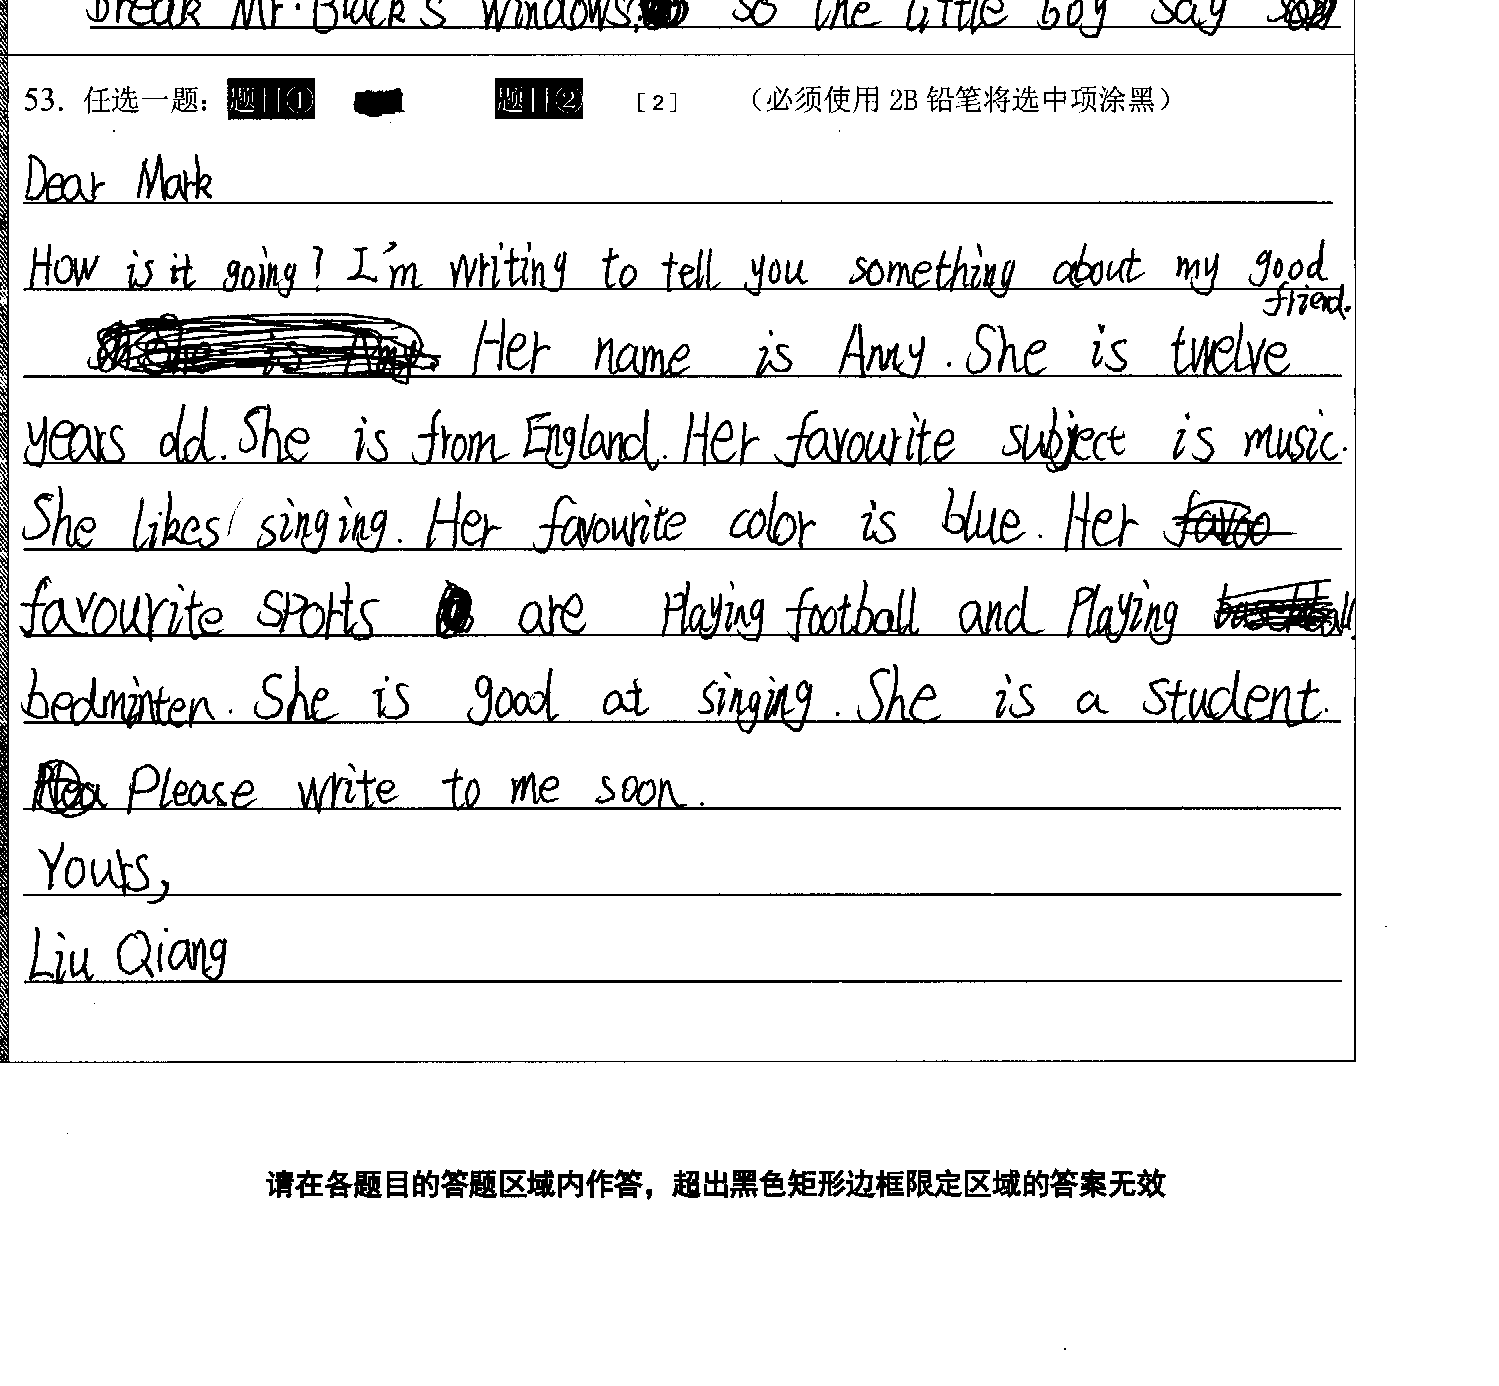 break Mr. Black's windows, so the little boy say
53. 任选一题: 题目① 题目② [2] (必须使用 2B 铅笔将选中项涂黑)
Dear Mark
How is it going? I'm writing to tell you something about my good
friend.
Her name is Anny. She is twelve
years old. She is from England. Her favourite subject is music.
She likes singing. Her favourite color is blue. Her
favourite sports are Playing football and Playing
bedminten. She is good at singing. She is a student.
Please write to me soon.
Yours,
Liu Qiang
请在各题目的答题区域内作答，超出黑色矩形边框限定区域的答案无效